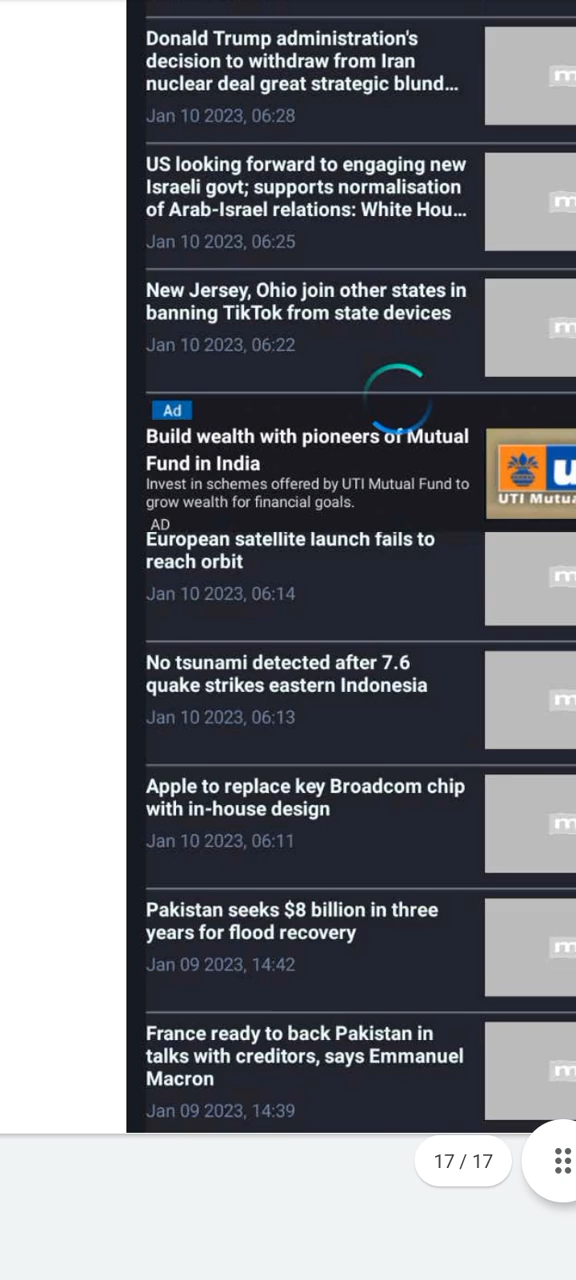 Donald Trump administration's
decision to withdraw from Iran
nuclear deal great strategic blund...
Jan 10 2023, 06:28
US looking forward to engaging new
Israeli govt; supports normalisation
of Arab-Israel relations: White Hou...
Jan 10 2023, 06:25
New Jersey, Ohio join other states in
banning TikTok from state devices
Jan 10 2023, 06:22
Ad
Build wealth with pioneers of Mutual
Fund in India
Invest in schemes offered by UTI Mutual Fund to
grow wealth for financial goals.
AD
UTI Mutua
European satellite launch fails to
reach orbit
Jan 10 2023, 06:14
No tsunami detected after 7.6
quake strikes eastern Indonesia
Jan 10 2023, 06:13
Apple to replace key Broadcom chip
with in-house design
Jan 10 2023, 06:11
Pakistan seeks $8 billion in three
years for flood recovery
Jan 09 2023, 14:42
France ready to back Pakistan in
talks with creditors, says Emmanuel
Macron
Jan 09 2023, 14:39
17 / 17